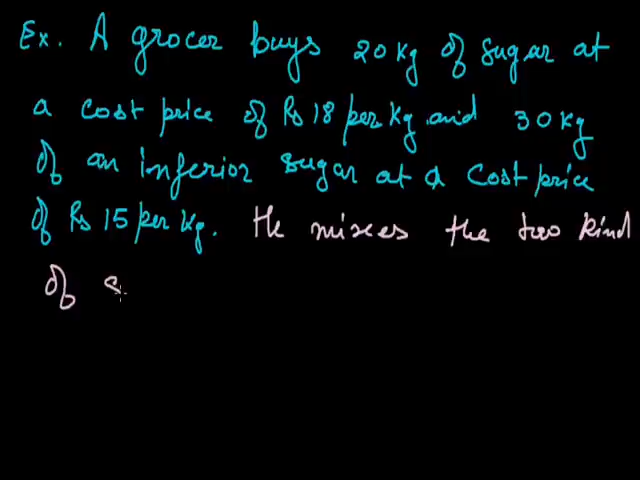 Ex. A grocer buys 20 kg of sugar at
a cost price of Rs 18 per kg and 30 kg
of an inferior sugar at a cost price
of Rs 15 per kg. He mixes the two kind
of s